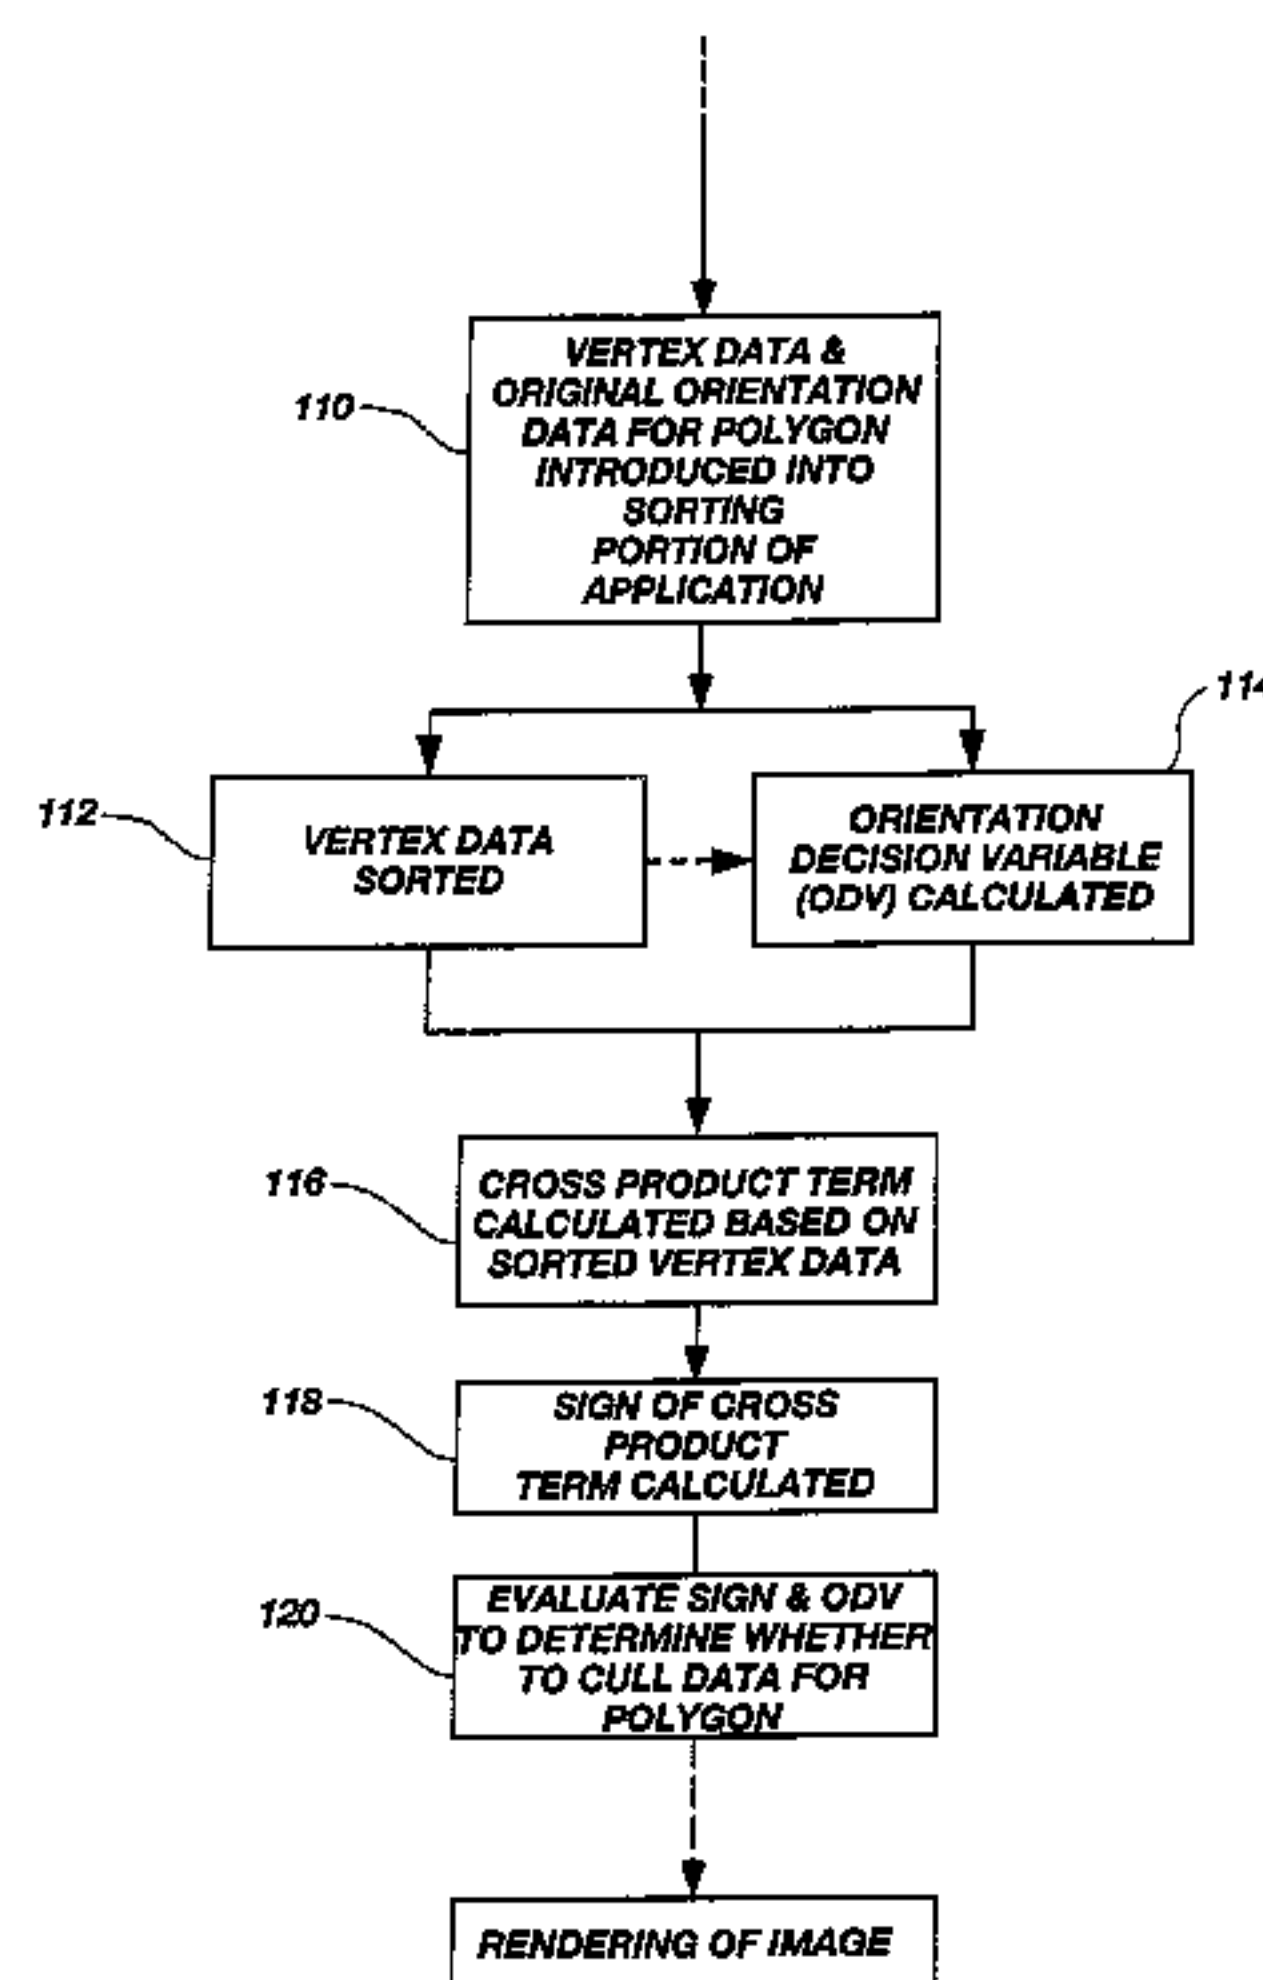 110
VERTEX DATA &
ORIGINAL ORIENTATION
DATA FOR POLYGON
INTRODUCED INTO
SORTING
PORTION OF
APPLICATION
112
VERTEX DATA
SORTED
114
ORIENTATION
DECISION VARIABLE
(ODV) CALCULATED
116
CROSS PRODUCT TERM
CALCULATED BASED ON
SORTED VERTEX DATA
118
SIGN OF CROSS
PRODUCT
TERM CALCULATED
120
EVALUATE SIGN & ODV
TO DETERMINE WHETHER
TO CULL DATA FOR
POLYGON
RENDERING OF IMAGE